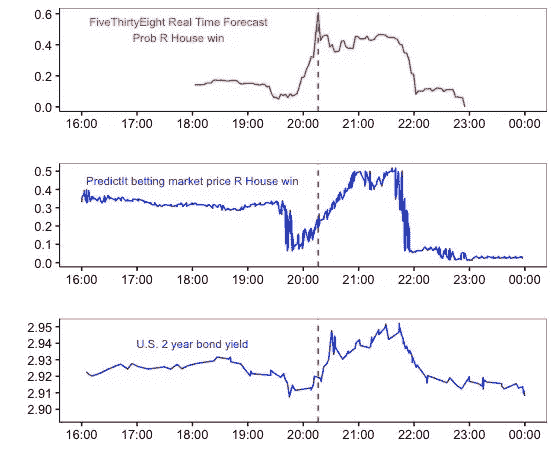 FiveThirtyEight Real Time Forecast
Prob R House win
0.6
0.4
0.2
0.0
16:00 17:00 18:00 19:00 20:00 21:00 22:00 23:00 00:00
PredictIt betting market price R House win
0.5
0.4
0.3
0.2
0.1
0.0
16:00 17:00 18:00 19:00 20:00 21:00 22:00 23:00 00:00
U.S. 2 year bond yield
2.95
2.94
2.93
2.92
2.91
2.90
16:00 17:00 18:00 19:00 20:00 21:00 22:00 23:00 00:00